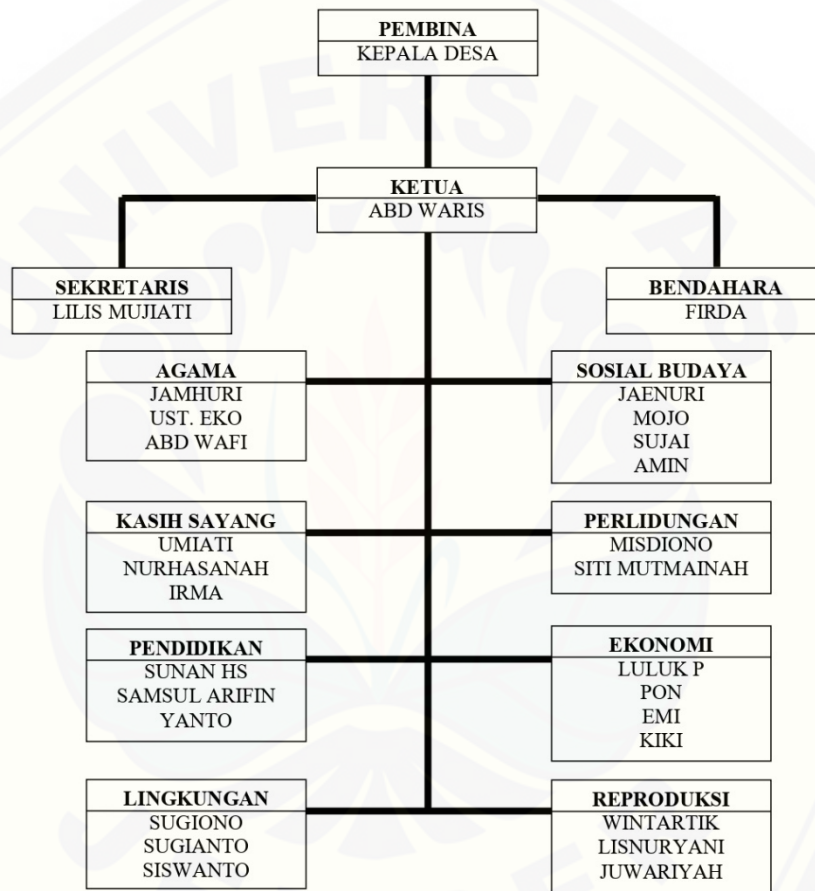 PEMBINA
KEPALA DESA
KETUA
ABD WARIS
SEKRETARIS
LILIS MUJIATI
BENDAHARA
FIRDA
AGAMA
JAMHURI
UST. EKO
ABD WAFI
SOSIAL BUDAYA
JAENURI
MOJO
SUJAI
AMIN
KASIH SAYANG
UMIATI
NURHASANAH
IRMA
PERLIDUNGAN
MISDIONO
SITI MUTMAINAH
PENDIDIKAN
SUNAN HS
SAMSUL ARIFIN
YANTO
EKONOMI
LULUK P
PON
EMI
KIKI
LINGKUNGAN
SUGIONO
SUGIANTO
SISWANTO
REPRODUKSI
WINTARTIK
LISNURYANI
JUWARIYAH
UNIVERSITAS